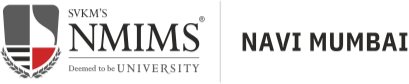 SVKM'S
NMIMS®
Deemed to be UNIVERSITY
NAVI MUMBAI